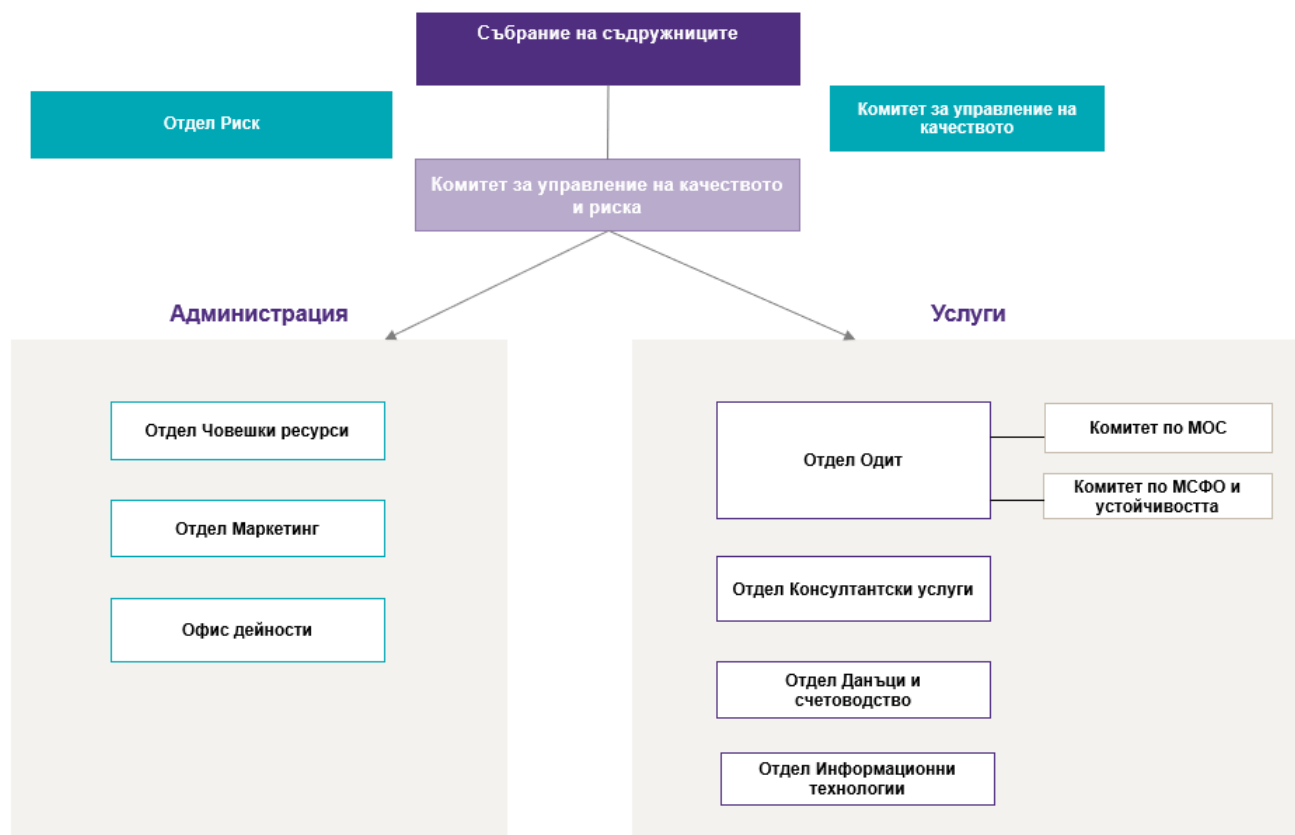 Събрание на съдружниците
Отдел Риск
Комитет за управление на
качеството
Комитет за управление на качеството
и риска
Администрация
Услуги
Отдел Човешки ресурси
Отдел Маркетинг
Офис дейности
Отдел Одит
Комитет по МОС
Комитет по МСФО и
устойчивостта
Отдел Консултантски услуги
Отдел Данъци и
счетоводство
Отдел Информационни
технологии